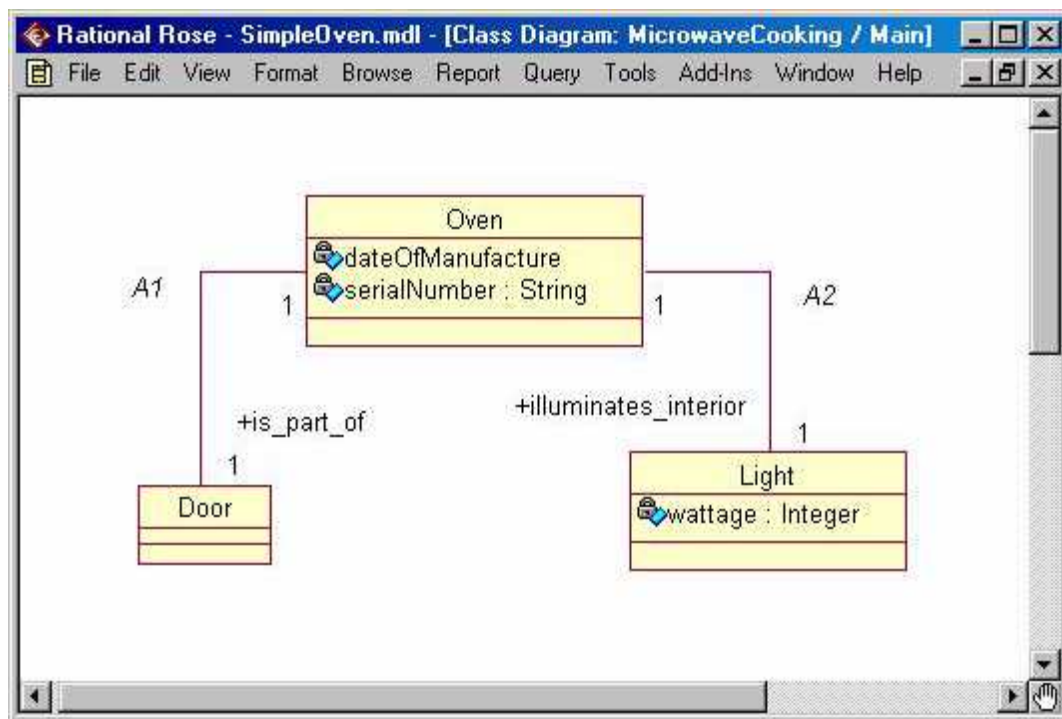 Rational Rose - SimpleOven.mdl - [Class Diagram: MicrowaveCooking / Main]
File Edit View Format Browse Report Query Tools Add-Ins Window Help
Oven
dateOfManufacture
serialNumber : String
A1
1
1
A2
+is_part_of
+illuminates_interior
1
1
Door
Light
wattage : Integer